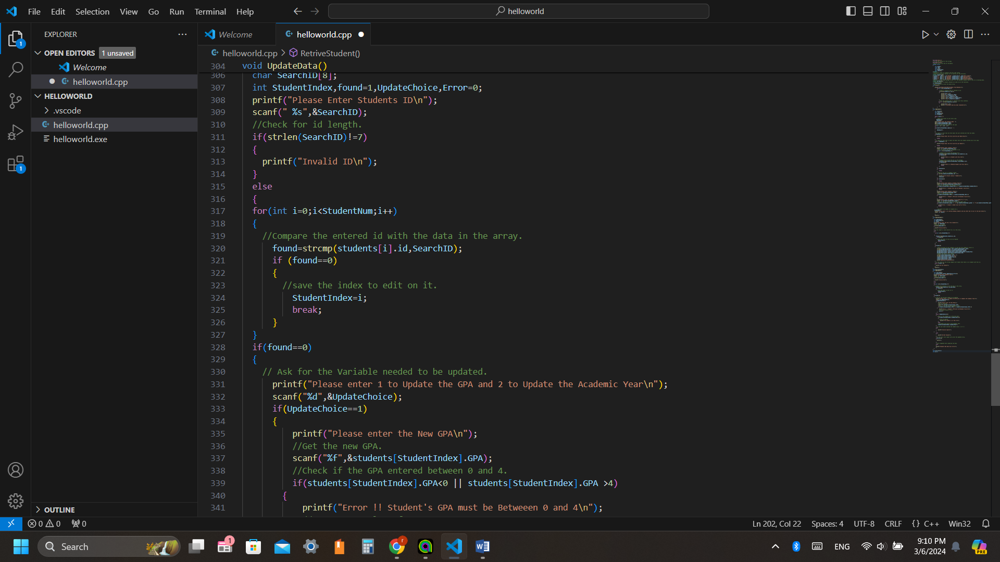 File Edit Selection View Go Run Terminal Help
helloworld
EXPLORER
OPEN EDITORS 1 unsaved
Welcome
helloworld.cpp
HELLOWORLD
.vscode
helloworld.cpp
helloworld.exe
OUTLINE
1
1
Welcome
helloworld.cpp
helloworld.cpp > RetriveStudent()
304 void UpdateData()
306 char SearchID[8];
307 int StudentIndex,found=1,UpdateChoice,Error=0;
308 printf("Please Enter Students ID\n");
309 scanf(" %s",&SearchID);
310 //Check for id length.
311 if(strlen(SearchID)!=7)
312 {
313 printf("Invalid ID\n");
314 }
315 else
316 {
317 for(int i=0;i<StudentNum;i++)
318 {
319 //Compare the entered id with the data in the array.
320 found=strcmp(students[i].id,SearchID);
321 if (found==0)
322 {
323 //save the index to edit on it.
324 StudentIndex=i;
325 break;
326 }
327 }
328 if(found==0)
329 {
330 // Ask for the Variable needed to be updated.
331 printf("Please enter 1 to Update the GPA and 2 to Update the Academic Year\n");
332 scanf("%d",&UpdateChoice);
333 if(UpdateChoice==1)
334 {
335 printf("Please enter the New GPA\n");
336 //Get the new GPA.
337 scanf("%f",&students[StudentIndex].GPA);
338 //Check if the GPA entered between 0 and 4.
339 if(students[StudentIndex].GPA<0 || students[StudentIndex].GPA >4)
340 {
341 printf("Error !! Student's GPA must be Betweeen 0 and 4\n");
0 0 0
Ln 202, Col 22 Spaces: 4 UTF-8 CRLF {} C++ Win32
Search
1
ENG
9:10 PM
3/6/2024
PRE